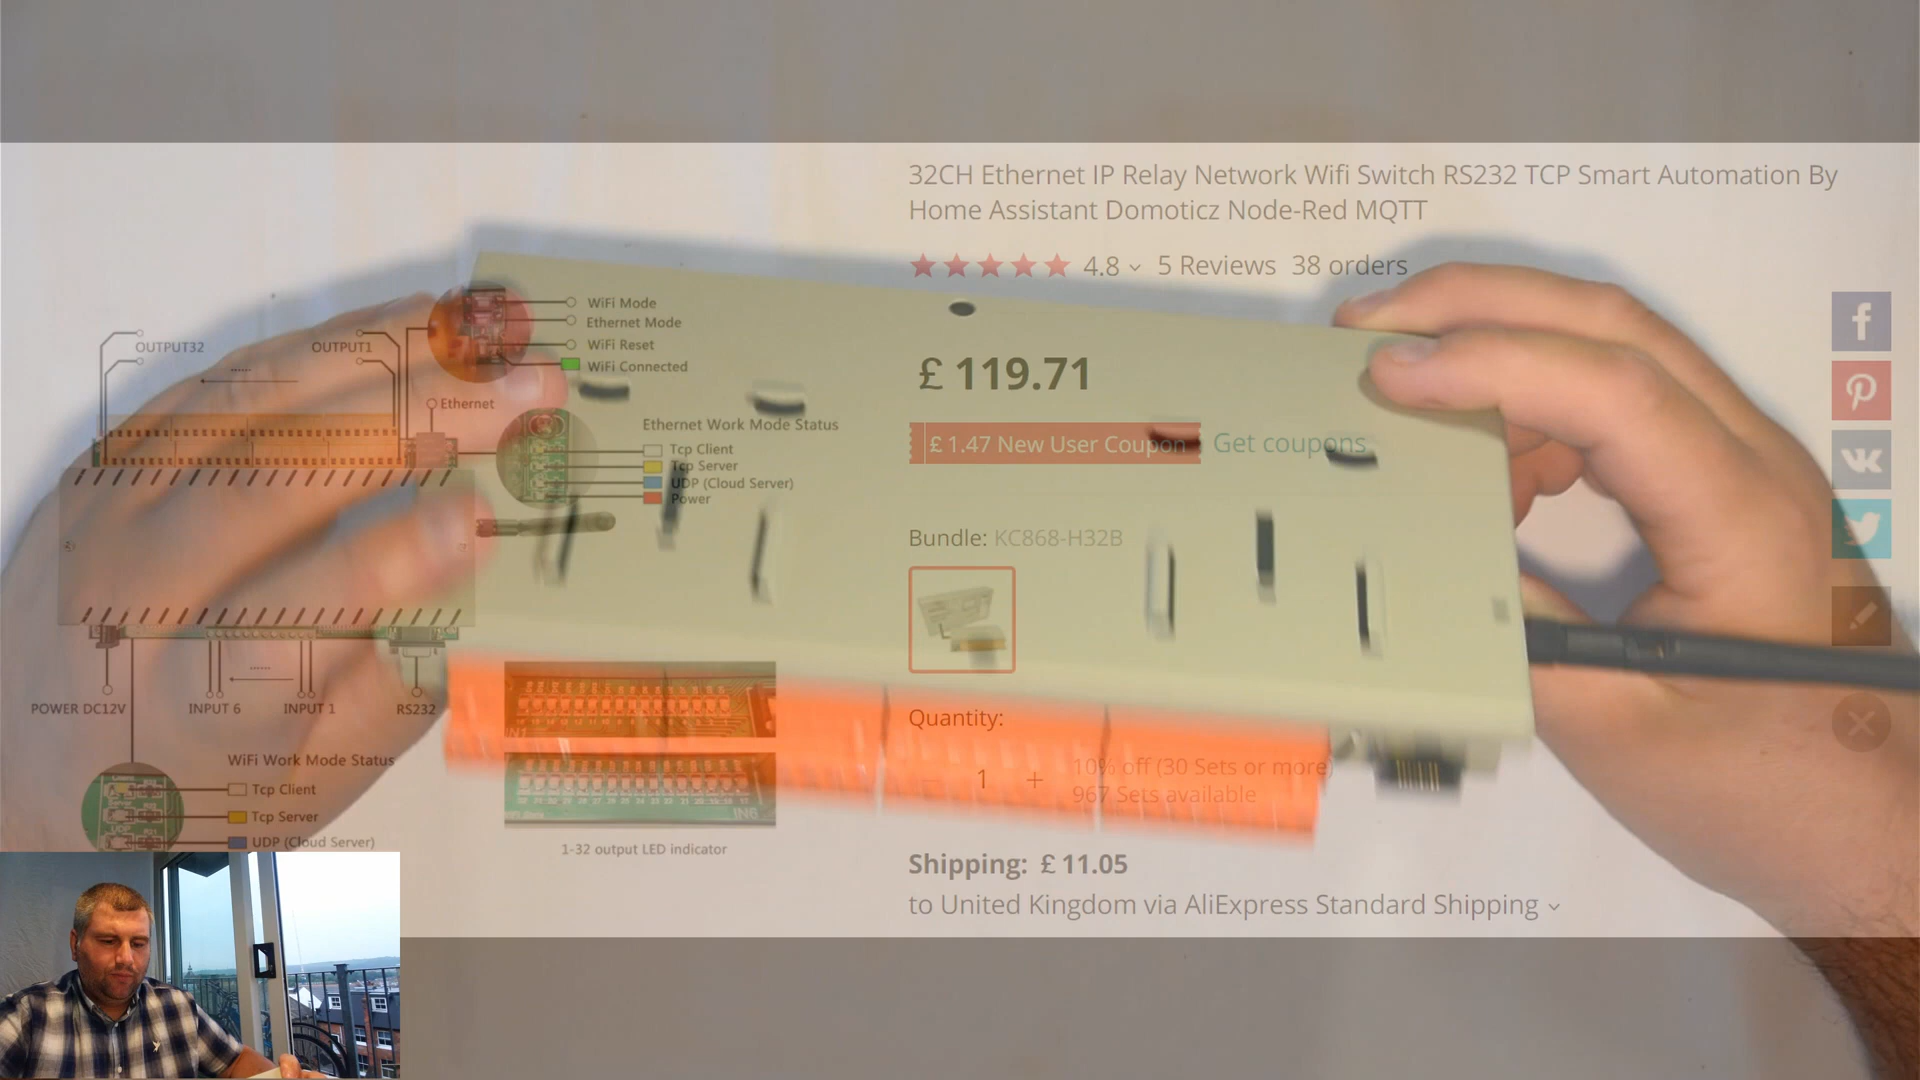 32CH Ethernet IP Relay Network Wifi Switch RS232 TCP Smart Automation By
Home Assistant Domoticz Node-Red MQTT
4.8 5 Reviews 38 orders
£ 119.71
£ 1.47 New User Coupon Get coupons
Bundle: KC868-H32B
Quantity:
1 +
10% off (30 Sets or more)
967 Sets available
Shipping: £ 11.05
to United Kingdom via AliExpress Standard Shipping
WiFi Mode
Ethernet Mode
WiFi Reset
WiFi Connected
OUTPUT32
OUTPUT1
Ethernet
Ethernet Work Mode Status
Tcp Client
Tcp Server
UDP (Cloud Server)
Power
POWER DC12V
INPUT 6
INPUT 1
RS232
WiFi Work Mode Status
Tcp Client
Tcp Server
UDP (Cloud Server)
IN6
1-32 output LED indicator